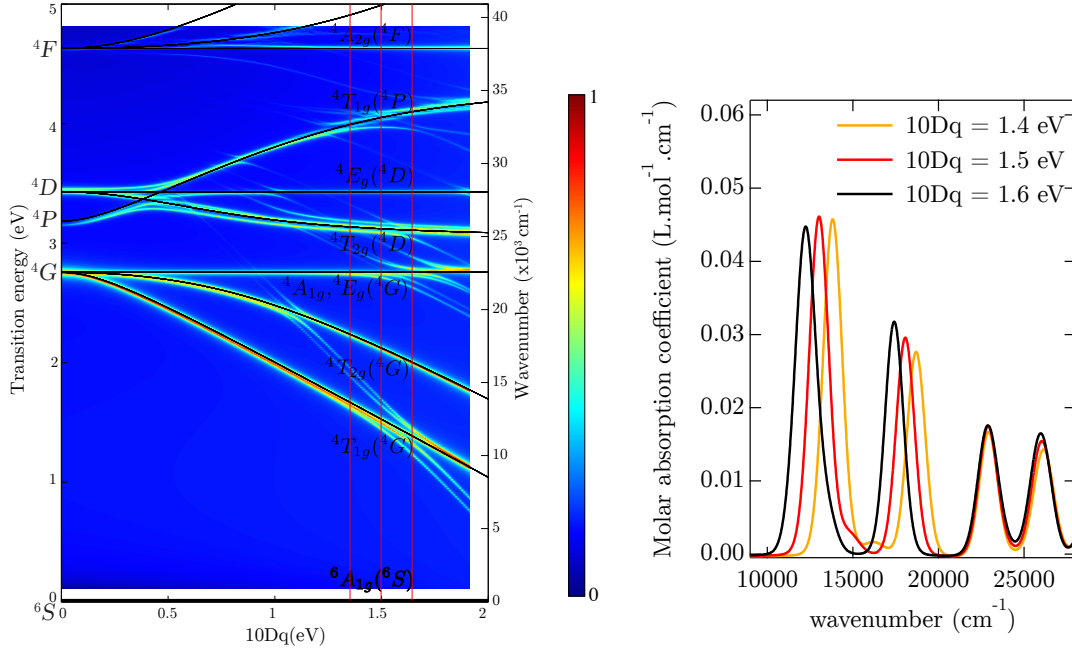 5
4
3
2
1
0
Transition energy (eV)
⁴F
⁴D
⁴P
⁴G
⁶S
⁴A₂g(⁴F)
⁴T₁g(⁴P)
⁴Eg(⁴D)
⁴T₂g(⁴D)
⁴A₁g, ⁴Eg(⁴G)
⁴T₂g(⁴G)
⁴T₁g(⁴G)
⁶A₁g(⁶S)
0 0.5 1 1.5 2
10Dq(eV)
40
35
30
25
20
15
10
5
0
Wavenumber (x10³ cm⁻¹)
1
0
Molar absorption coefficient (L.mol⁻¹.cm⁻¹)
0.06
0.05
0.04
0.03
0.02
0.01
0.00
10Dq = 1.4 eV
10Dq = 1.5 eV
10Dq = 1.6 eV
10000 15000 20000 25000
wavenumber (cm⁻¹)